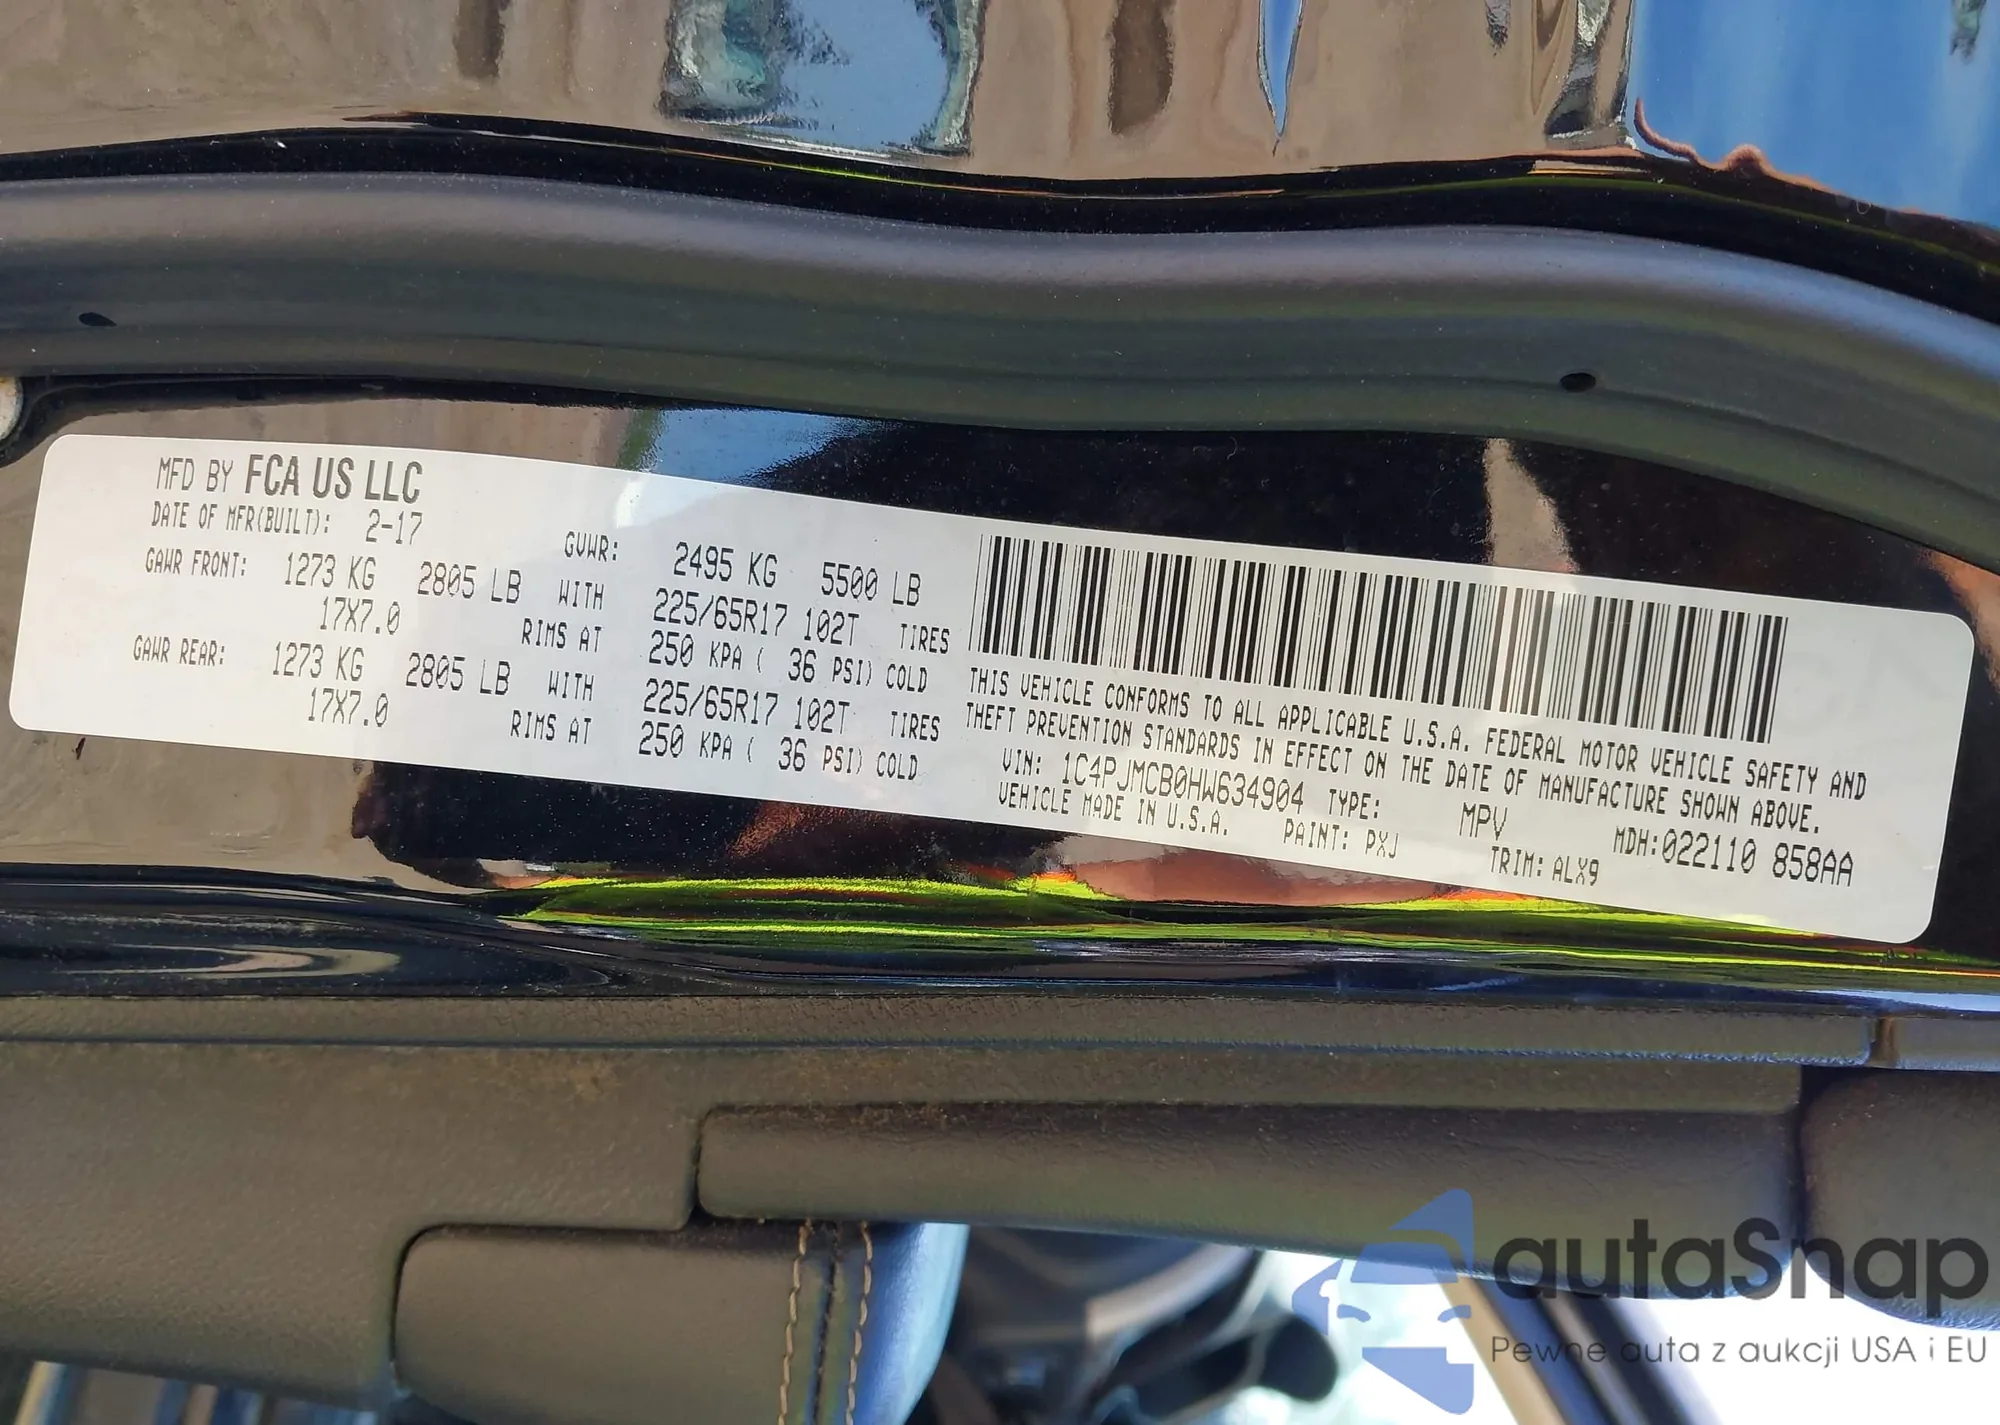 MFD BY FCA US LLC
DATE OF MFR(BUILT): 2-17
GVWR: 2495 KG 5500 LB
GAWR FRONT: 1273 KG 2805 LB WITH 225/65R17 102T TIRES
17X7.0 RIMS AT 250 KPA ( 36 PSI) COLD
GAWR REAR: 1273 KG 2805 LB WITH 225/65R17 102T TIRES
17X7.0 RIMS AT 250 KPA ( 36 PSI) COLD
THIS VEHICLE CONFORMS TO ALL APPLICABLE U.S.A. FEDERAL MOTOR VEHICLE SAFETY AND
THEFT PREVENTION STANDARDS IN EFFECT ON THE DATE OF MANUFACTURE SHOWN ABOVE.
VIN: 1C4PJMCB0HW634904 TYPE: MPV MDH:022110 858AA
VEHICLE MADE IN U.S.A. PAINT: PXJ TRIM: ALX9
autaSnap
Pewne auta z aukcji USA i EU